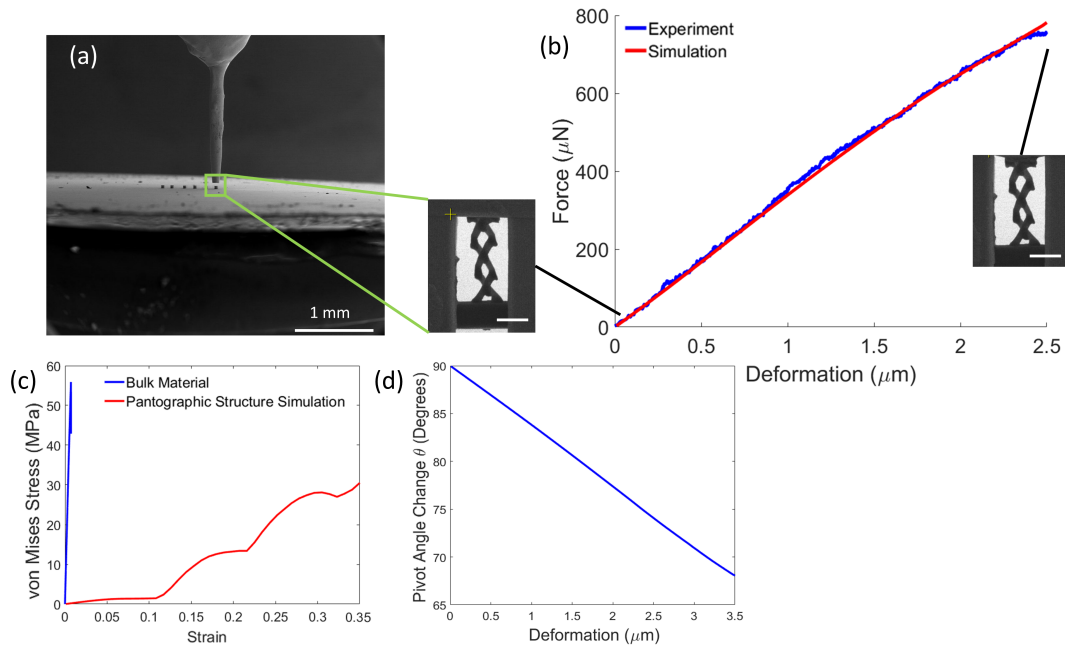 (a)
1 mm
(b)
800
600
400
200
0
Force (μN)
Experiment
Simulation
0
0.5
1
1.5
2
2.5
Deformation (μm)
(c)
60
50
40
30
20
10
0
von Mises Stress (MPa)
Bulk Material
Pantographic Structure Simulation
0
0.05
0.1
0.15
0.2
0.25
0.3
0.35
Strain
(d)
90
85
80
75
70
65
Pivot Angle Change θ (Degrees)
0
0.5
1
1.5
2
2.5
3
3.5
Deformation (μm)